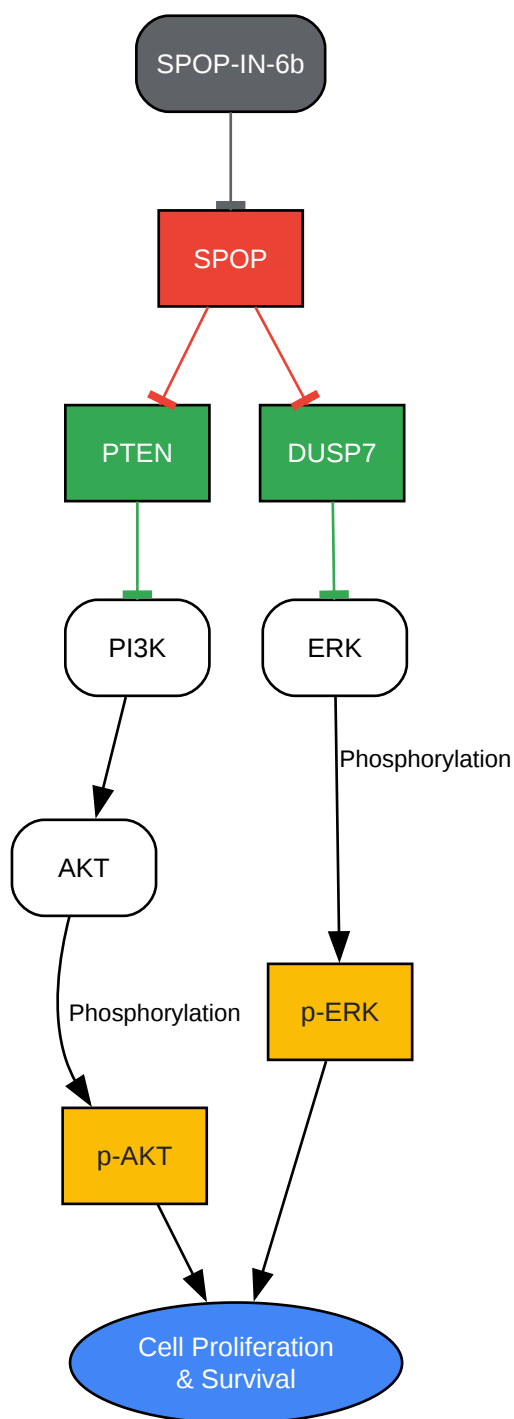 SPOP-IN-6b
SPOP
PTEN
DUSP7
PI3K
ERK
Phosphorylation
AKT
p-ERK
Phosphorylation
p-AKT
Cell Proliferation
& Survival